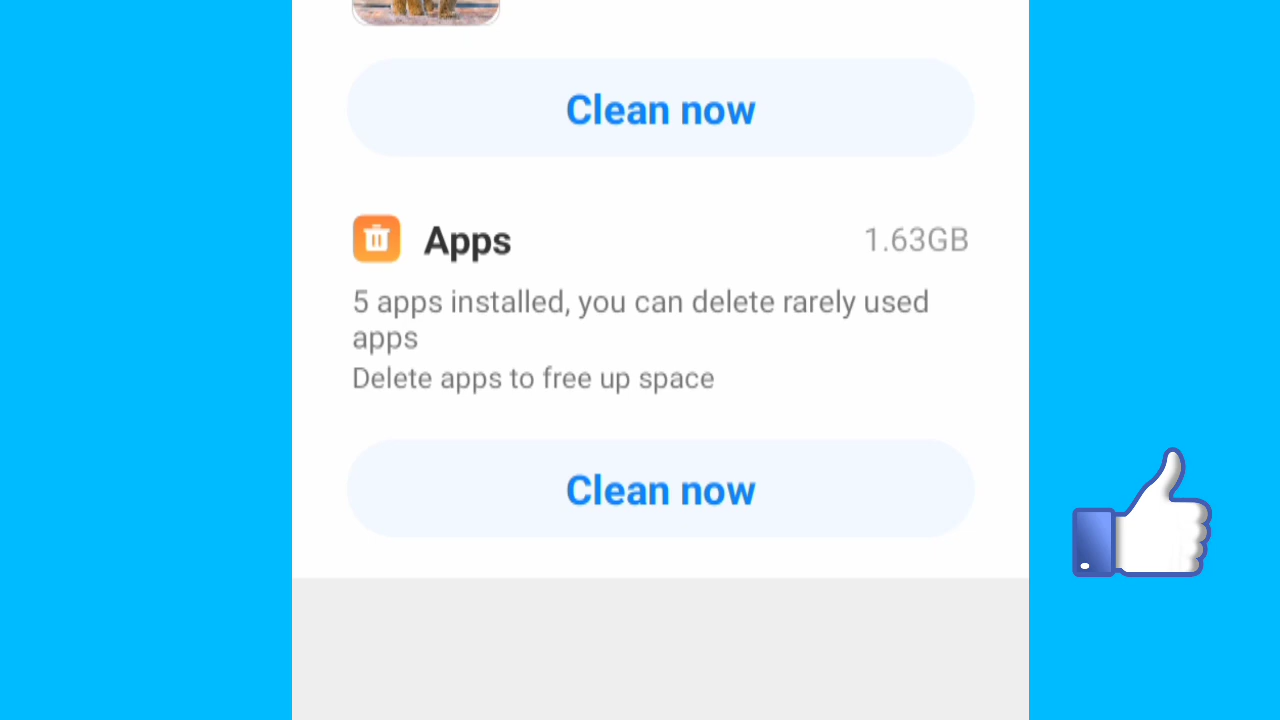 Clean now
Apps 1.63GB
5 apps installed, you can delete rarely used
apps
Delete apps to free up space
Clean now